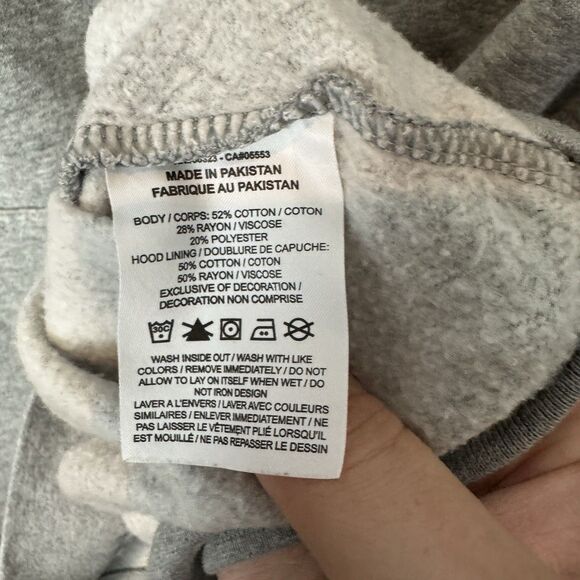 - CA#05553
MADE IN PAKISTAN
FABRIQUE AU PAKISTAN
BODY / CORPS: 52% COTTON / COTON
28% RAYON / VISCOSE
20% POLYESTER
HOOD LINING / DOUBLURE DE CAPUCHE:
50% COTTON / COTON
50% RAYON / VISCOSE
EXCLUSIVE OF DECORATION /
DECORATION NON COMPRISE
30C
WASH INSIDE OUT / WASH WITH LIKE
COLORS / REMOVE IMMEDIATELY / DO NOT
ALLOW TO LAY ON ITSELF WHEN WET / DO
NOT IRON DESIGN
LAVER A L'ENVERS / LAVER AVEC COULEURS
SIMILAIRES / ENLEVER IMMEDIATEMENT / NE
PAS LAISSER LE VÊTEMENT PLIÉ LORSQU'IL
EST MOUILLÉ / NE PAS REPASSER LE DESSIN